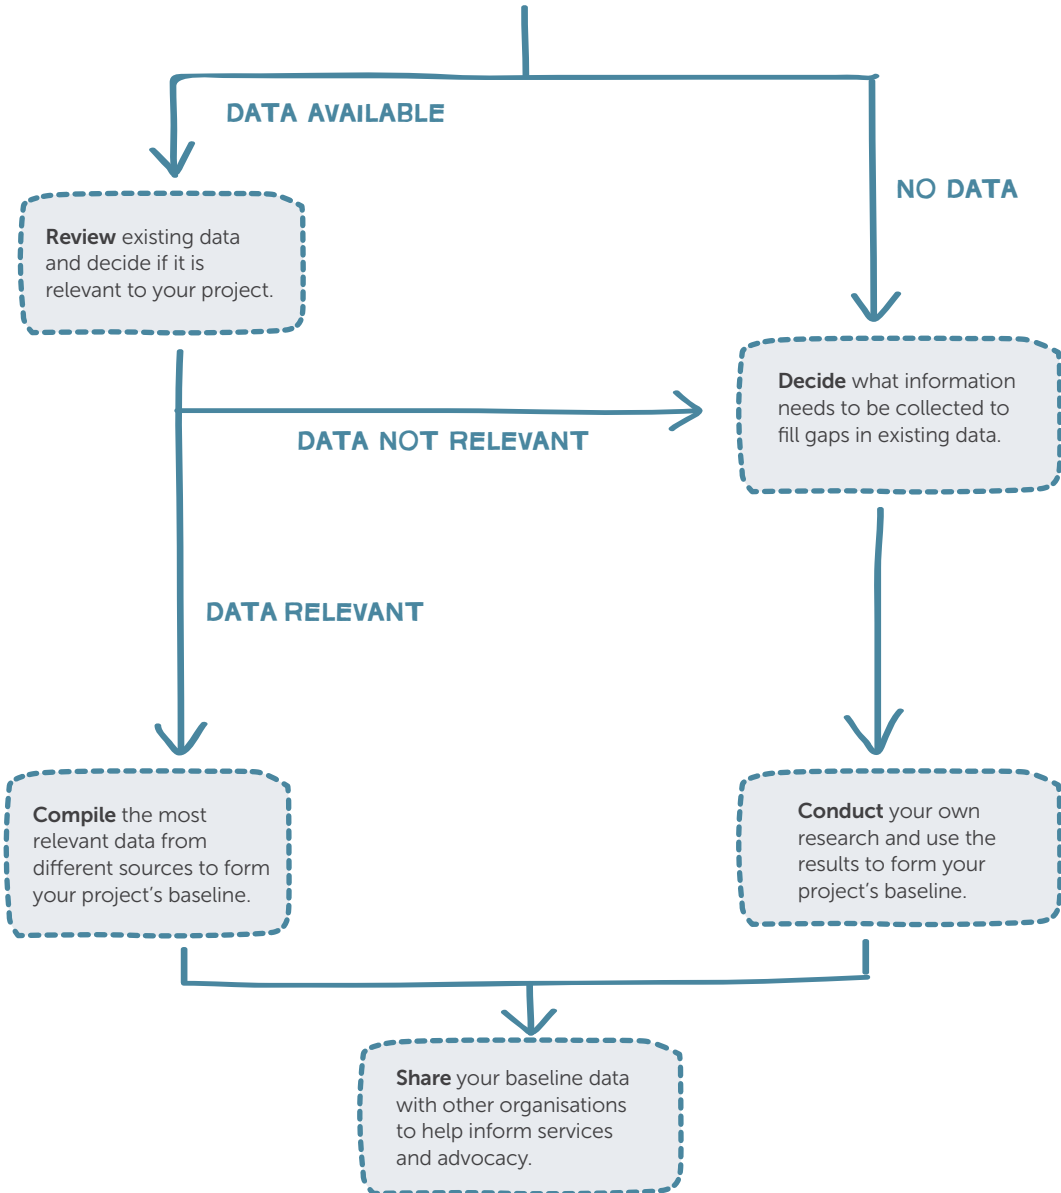 DATA AVAILABLE
NO DATA
Review existing data
and decide if it is
relevant to your project.
Decide what information
needs to be collected to
fill gaps in existing data.
DATA NOT RELEVANT
DATA RELEVANT
Compile the most
relevant data from
different sources to form
your project’s baseline.
Conduct your own
research and use the
results to form your
project’s baseline.
Share your baseline data
with other organisations
to help inform services
and advocacy.